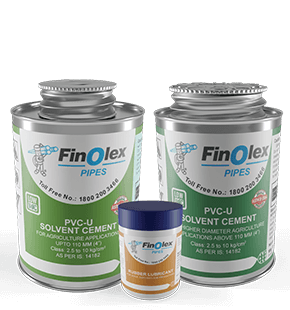 FinOlex
PIPES
Toll Free No.: 1800 200 3466
PVC-U
SOLVENT CEMENT
FOR AGRICULTURE APPLICATIONS
UPTO 110 MM (4")
Class: 2.5 to 10 kg/cm²
AS PER IS: 14182
FinOlex
PIPES
Toll Free No.: 1800 200 3466
PVC-U
SOLVENT CEMENT
HIGHER DIAMETER AGRICULTURE
APPLICATIONS ABOVE 110 MM (4")
Class: 2.5 to 10 kg/cm²
AS PER IS: 14182
FinOlex
PIPES
RUBBER LUBRICANT